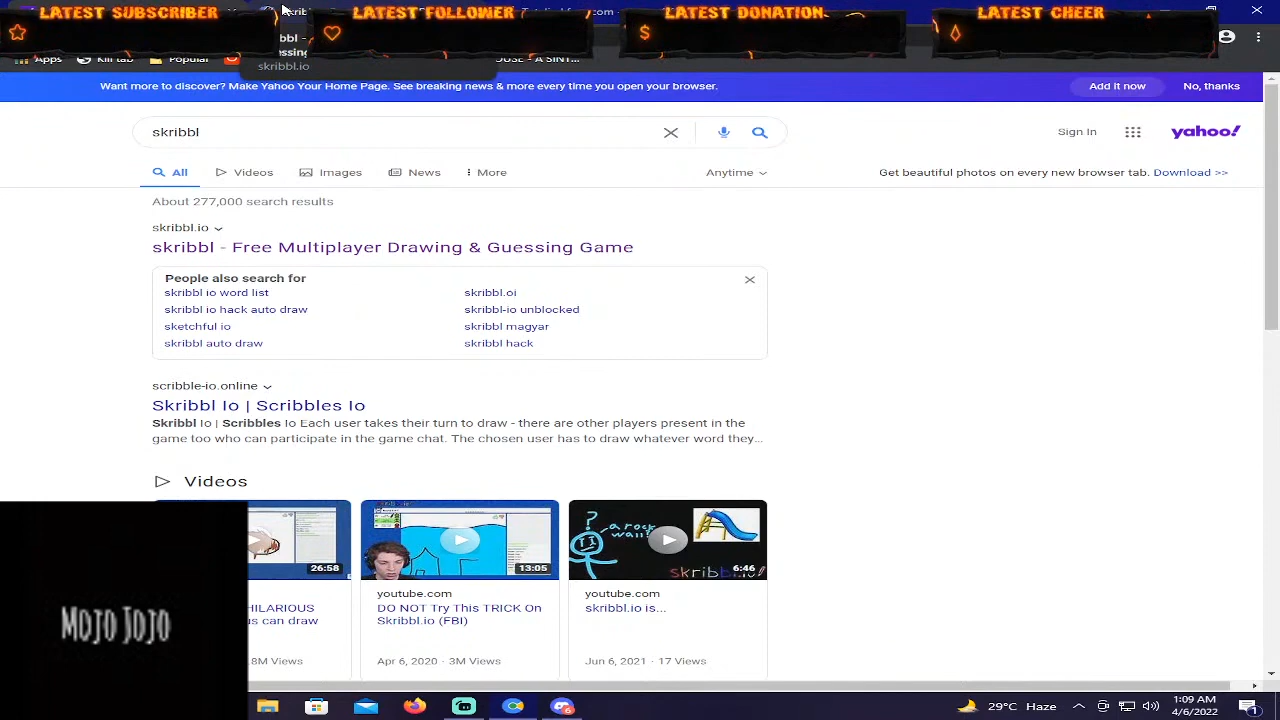 LATEST SUBSCRIBER
LATEST FOLLOWER
LATEST DONATION
LATEST CHEER
Apps
Kill tab
Popular
skribbl.io
Want more to discover? Make Yahoo Your Home Page. See breaking news & more every time you open your browser.
Add it now
No, thanks
skribbl
Sign In
yahoo!
All
Videos
Images
News
More
Anytime
Get beautiful photos on every new browser tab. Download >>
About 277,000 search results
skribbl.io
skribbl - Free Multiplayer Drawing & Guessing Game
People also search for
skribbl io word list
skribbl.oi
skribbl io hack auto draw
skribbl-io unblocked
sketchful io
skribbl magyar
skribbl auto draw
skribbl hack
scribble-io.online
Skribbl Io | Scribbles Io
Skribbl Io | Scribbles Io Each user takes their turn to draw - there are other players present in the
game too who can participate in the game chat. The chosen user has to draw whatever word they...
Videos
26:58
13:05
? a rock wall!
skribbl.io!
6:46
HILARIOUS
us can draw
8M Views
youtube.com
DO NOT Try This TRICK On
Skribbl.io (FBI)
Apr 6, 2020 · 3M Views
youtube.com
skribbl.io is...
Jun 6, 2021 · 17 Views
MOJO JOJO
29°C Haze
1:09 AM
4/6/2022
1